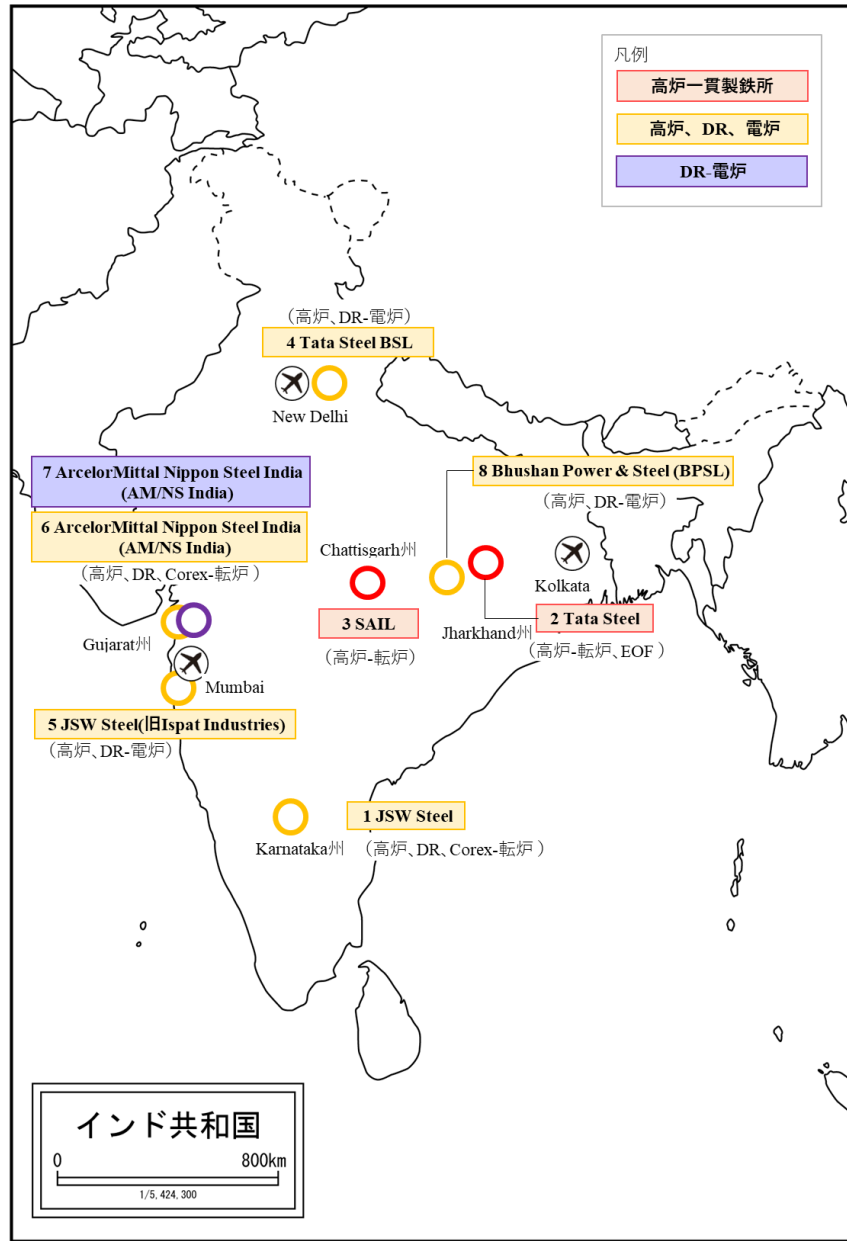 凡例
高炉一貫製鉄所
高炉、DR、電炉
DR-電炉
（高炉、DR-電炉）
4 Tata Steel BSL
New Delhi
7 ArcelorMittal Nippon Steel India
(AM/NS India)
6 ArcelorMittal Nippon Steel India
(AM/NS India)
（高炉、DR、Corex-転炉）
Gujarat州
8 Bhushan Power & Steel (BPSL)
（高炉、DR-電炉）
Chattisgarh州
3 SAIL
（高炉-転炉）
Kolkata
Jharkhand州
2 Tata Steel
（高炉-転炉、EOF）
Mumbai
5 JSW Steel(旧Ispat Industries)
（高炉、DR-電炉）
1 JSW Steel
Karnataka州
（高炉、DR、Corex-転炉）
インド共和国
0
800km
1/5,424,300